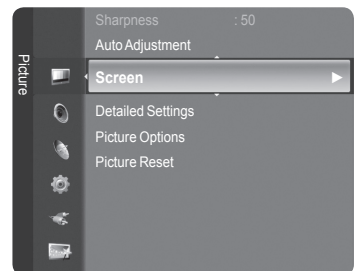 Picture
Sharpness : 50
Auto Adjustment
Screen
Detailed Settings
Picture Options
Picture Reset